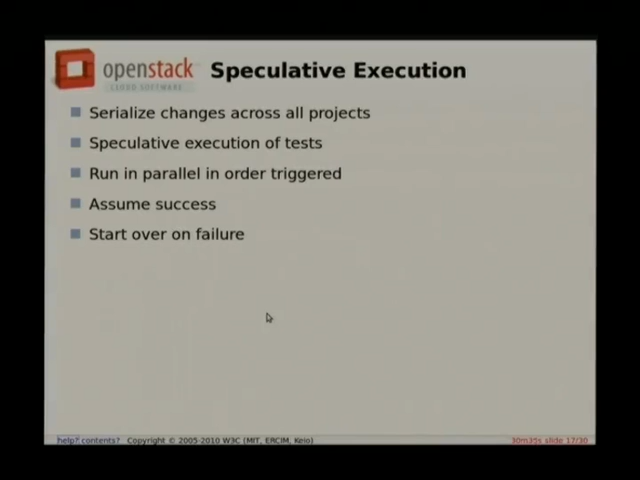 openstack
CLOUD SOFTWARE
Speculative Execution
Serialize changes across all projects
Speculative execution of tests
Run in parallel in order triggered
Assume success
Start over on failure
help? contents? Copyright © 2005-2010 W3C (MIT, ERCIM, Keio)
30m35s slide 17/30